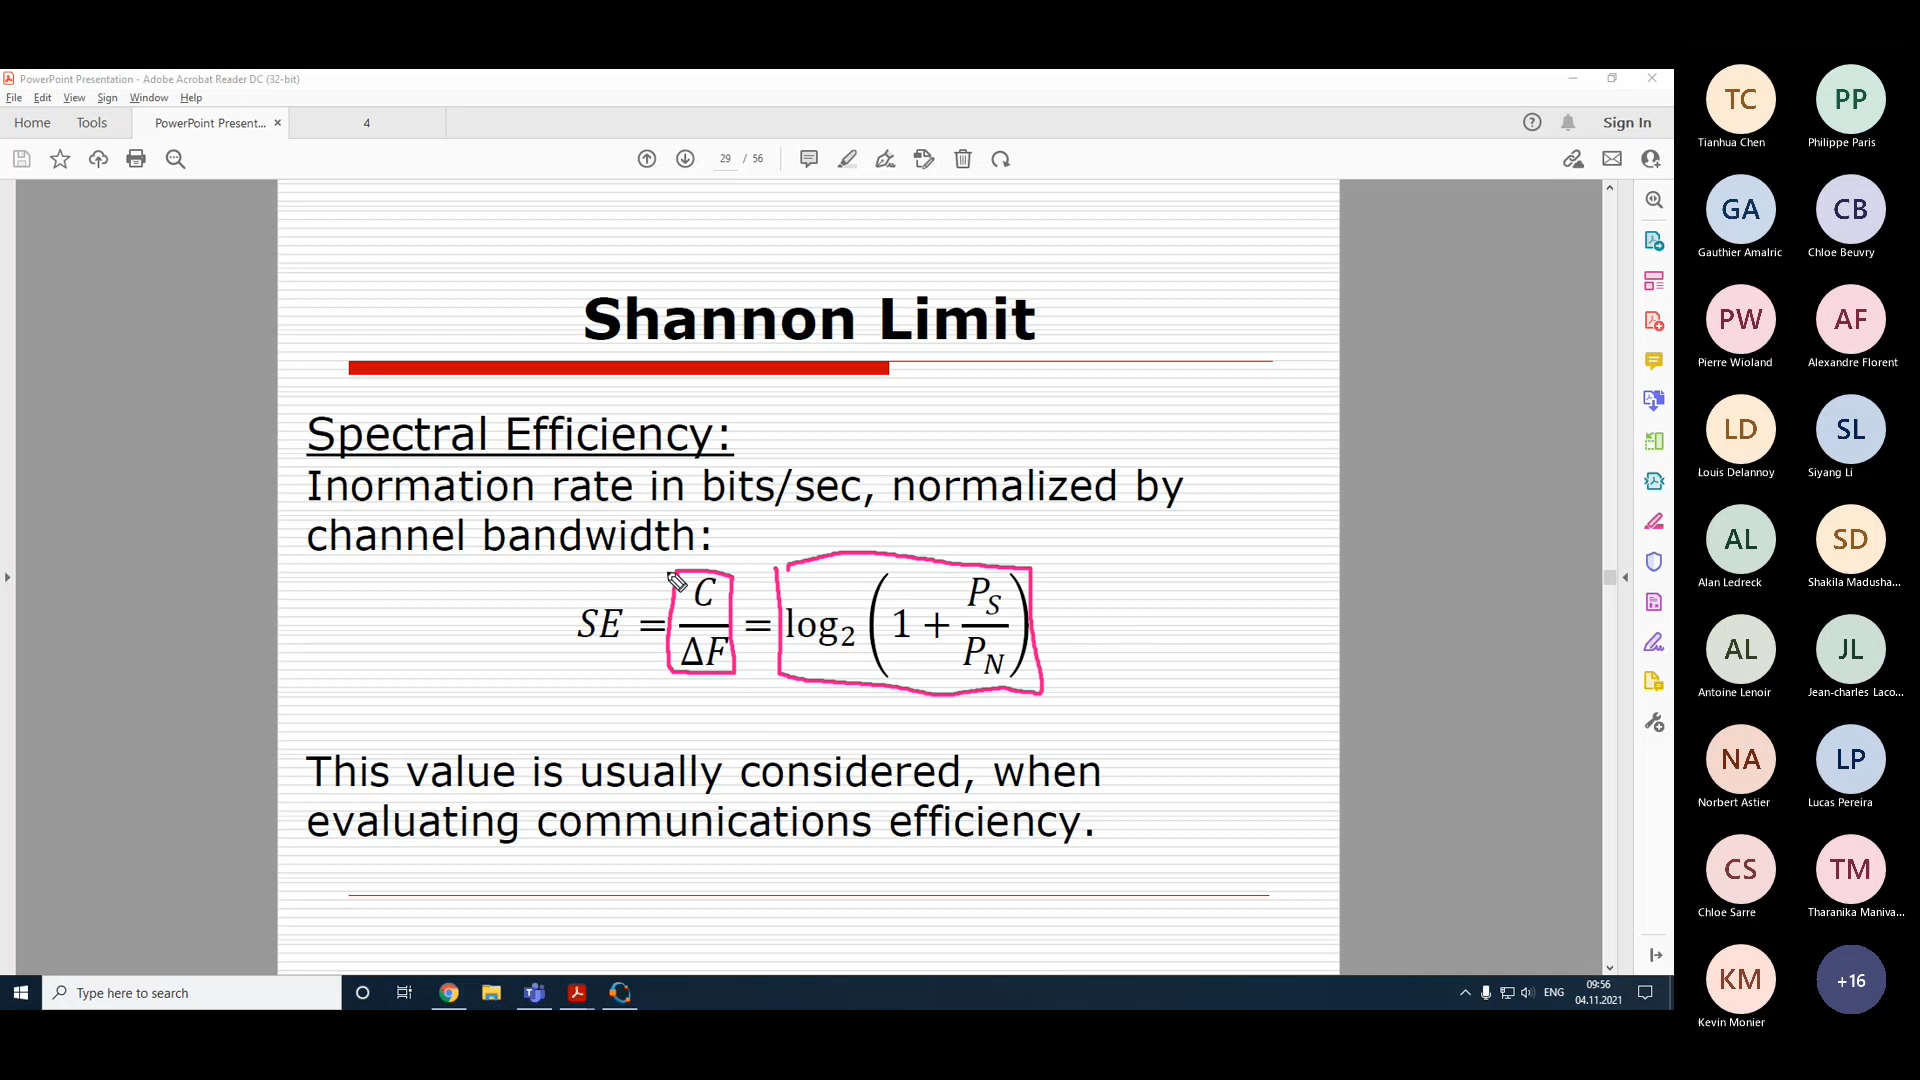 PowerPoint Presentation - Adobe Acrobat Reader DC (32-bit)
File Edit View Sign Window Help
Home Tools PowerPoint Present... × 4 Sign In
29 / 56
Shannon Limit
Spectral Efficiency:
Inormation rate in bits/sec, normalized by
channel bandwidth:
SE = C/ΔF = log₂(1 + P_S/P_N)
This value is usually considered, when
evaluating communications efficiency.
Type here to search
ENG
09:56
04.11.2021
TC PP
Tianhua Chen Philippe Paris
GA CB
Gauthier Amalric Chloe Beuvry
PW AF
Pierre Wioland Alexandre Florent
LD SL
Louis Delannoy Siyang Li
AL SD
Alan Ledreck Shakila Madusha...
AL JL
Antoine Lenoir Jean-charles Laco...
NA LP
Norbert Astier Lucas Pereira
CS TM
Chloe Sarre Tharanika Maniva...
KM +16
Kevin Monier